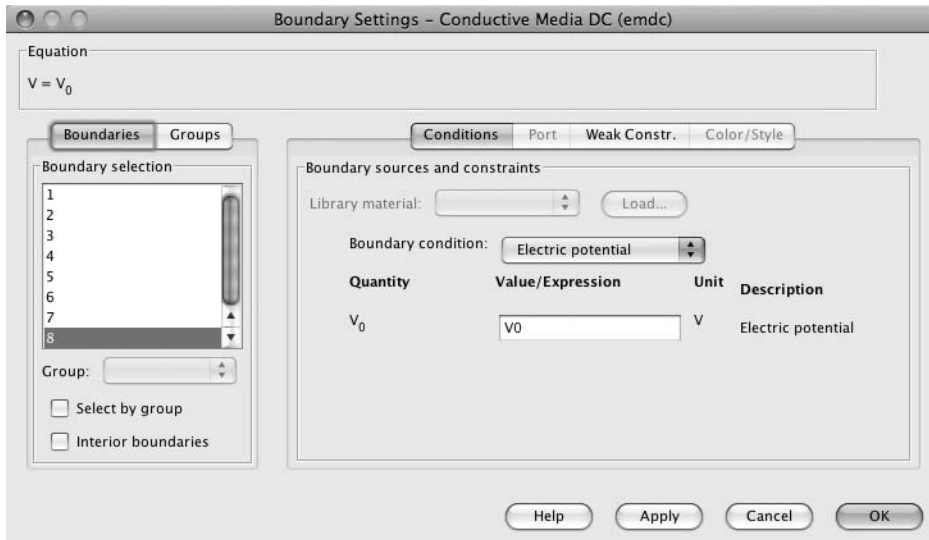 Boundary Settings – Conductive Media DC (emdc)
Equation
V = V₀
Boundaries Groups
Boundary selection
1
2
3
4
5
6
7
8
Group:
Select by group
Interior boundaries
Conditions Port Weak Constr. Color/Style
Boundary sources and constraints
Library material: Load...
Boundary condition: Electric potential
Quantity Value/Expression Unit Description
V₀ V0 V Electric potential
Help Apply Cancel OK